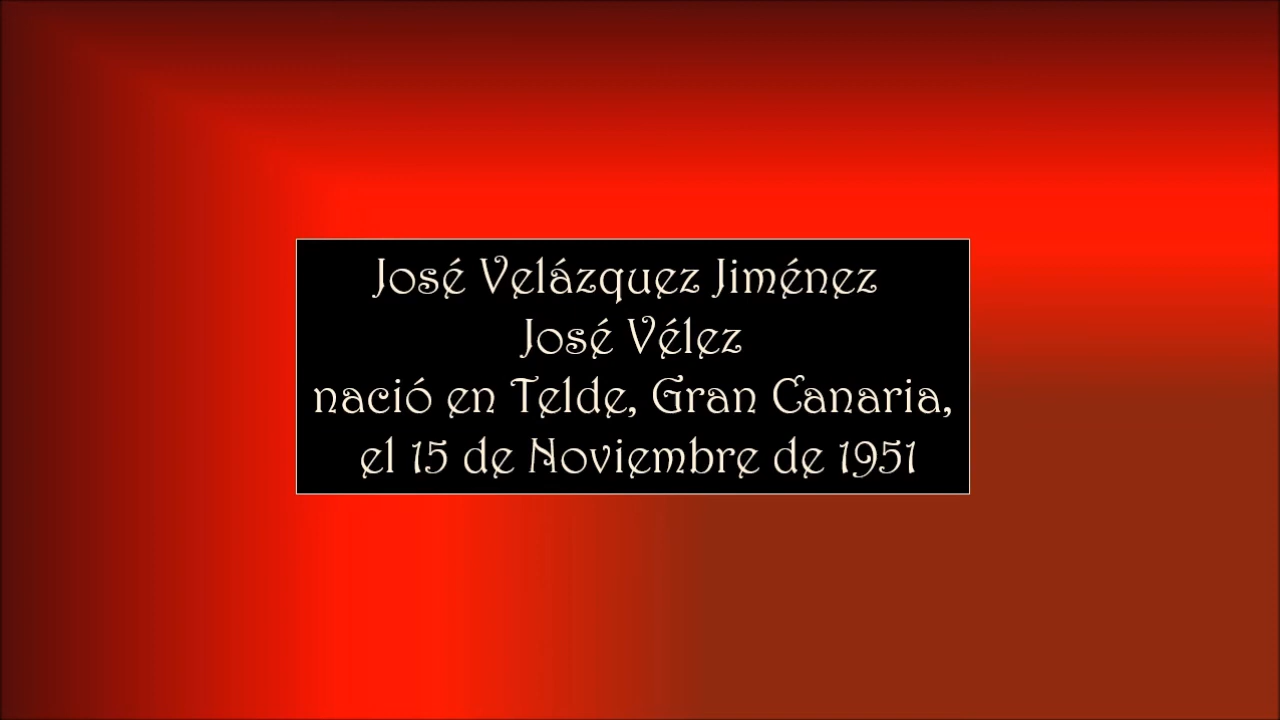 José Velázquez Jiménez
José Vélez
nació en Telde, Gran Canaria,
el 15 de Noviembre de 1951